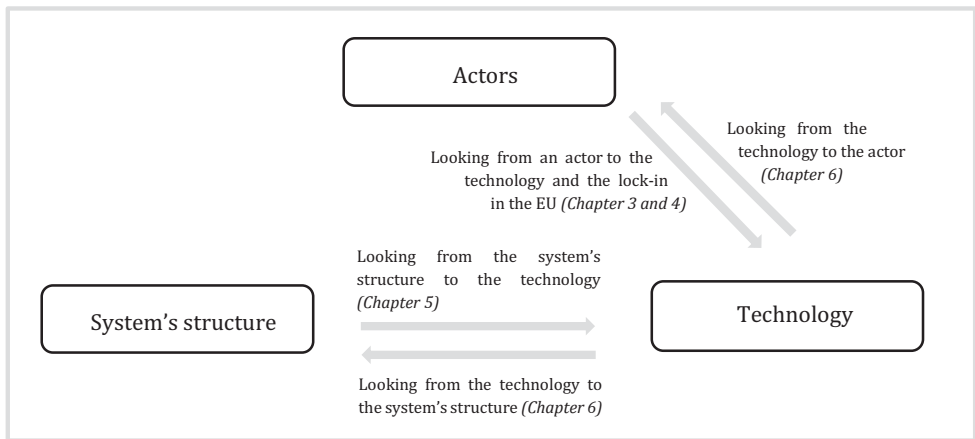 Actors
Looking from the
technology to the actor
(Chapter 6)
Looking from an actor to the
technology and the lock-in
in the EU (Chapter 3 and 4)
Looking from the system’s
structure to the technology
(Chapter 5)
System’s structure
Technology
Looking from the technology to
the system’s structure (Chapter 6)